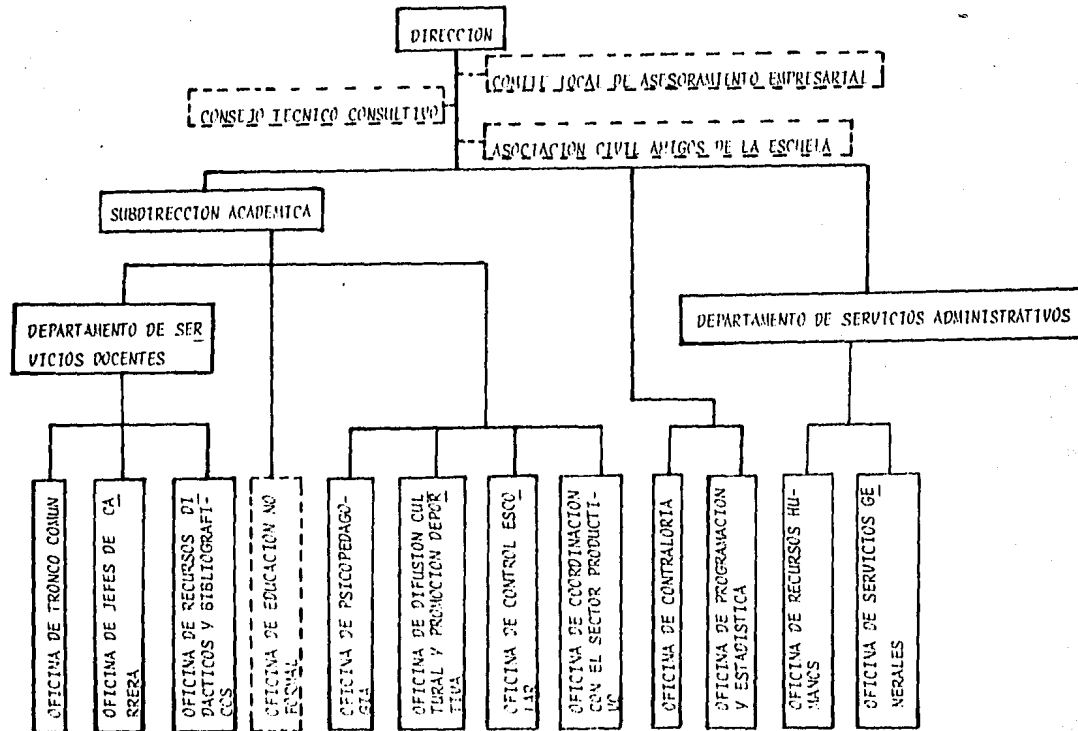 DIRECCION
COMITE LOCAL DE ASESORAMIENTO EMPRESARIAL
CONSEJO TECNICO CONSULTIVO
ASOCIACION CIVIL AMIGOS DE LA ESCUELA
SUBDIRECCION ACADEMICA
DEPARTAMENTO DE SER
VICIOS DOCENTES
DEPARTAMENTO DE SERVICIOS ADMINISTRATIVOS
OFICINA DE TRONCO COMUN
OFICINA DE JEFES DE CA
RRERA
OFICINA DE RECURSOS DI
DACTICOS Y BIBLIOGRAFI-
COS
OFICINA DE EDUCACION NO
FORMAL
OFICINA DE PSICOPEDAGO-
GIA
OFICINA DE DIFUSION CUL
TURAL Y PROMOCION DEPOR
TIVA
OFICINA DE CONTROL ESCO
LAR
OFICINA DE COORDINACION
CON EL SECTOR PRODUCTI-
VO
OFICINA DE CONTRALORIA
OFICINA DE PROGRAMACION
Y ESTADISTICA
OFICINA DE RECURSOS HU-
MANOS
OFICINA DE SERVICIOS GE
NERALES